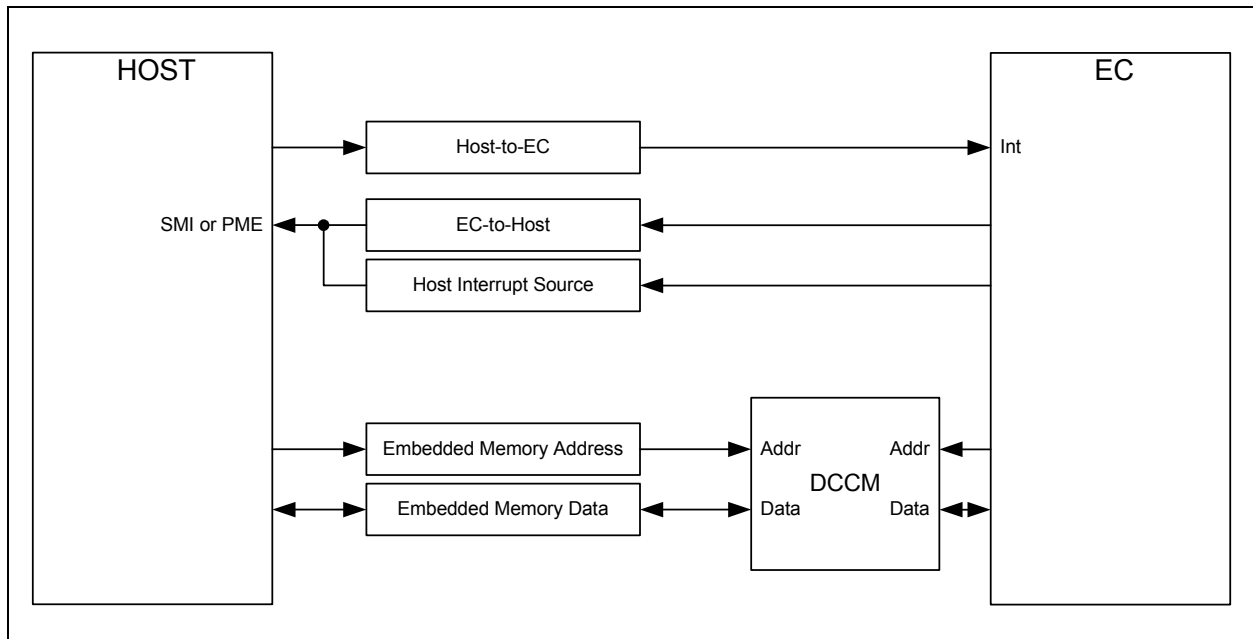 HOST
EC
Host-to-EC
Int
SMI or PME
EC-to-Host
Host Interrupt Source
Embedded Memory Address
Addr
Addr
DCCM
Embedded Memory Data
Data
Data